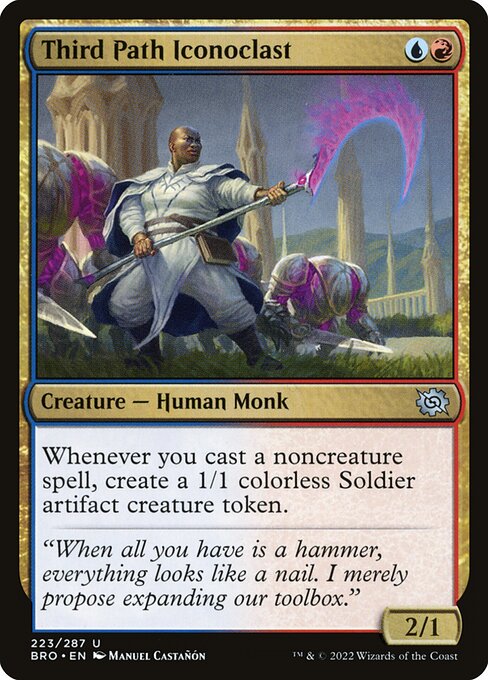 Third Path Iconoclast
Creature — Human Monk
Whenever you cast a noncreature
spell, create a 1/1 colorless Soldier
artifact creature token.
“When all you have is a hammer,
everything looks like a nail. I merely
propose expanding our toolbox.”
2/1
223/287 U
BRO • EN Manuel Castañón
™ & © 2022 Wizards of the Coast